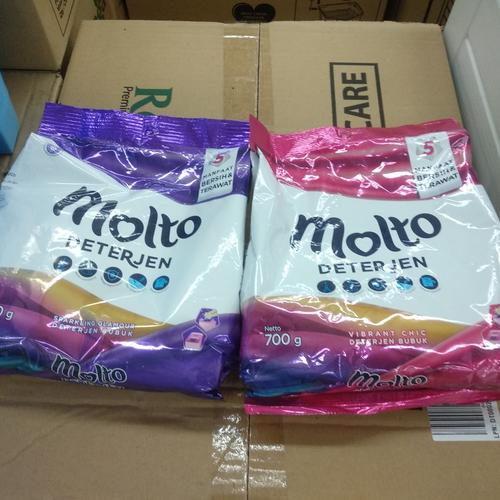 CARE
5
MANFAAT
BERSIH &
TERAWAT
molto
DETERJEN
g
SPARKLING GLAMOUR
DETERJEN BUBUK
molto
5
MANFAAT
BERSIH &
TERAWAT
molto
DETERJEN
Netto
700 g
VIBRANT CHIC
DETERJEN BUBUK
molto